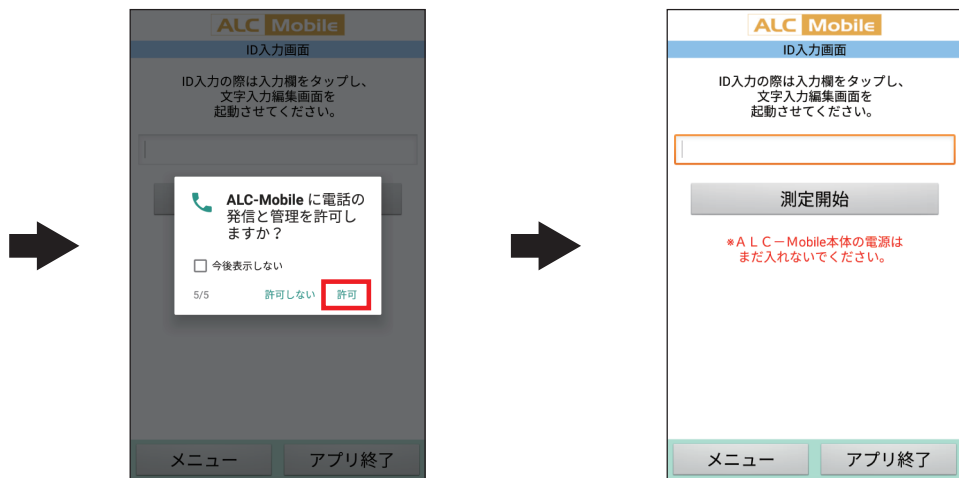 ALC Mobile
ID入力画面
ID入力の際は入力欄をタップし、
文字入力編集画面を
起動させてください。
ALC-Mobile に電話の
発信と管理を許可し
ますか？
今後表示しない
5/5 許可しない 許可
メニュー アプリ終了
ALC Mobile
ID入力画面
ID入力の際は入力欄をタップし、
文字入力編集画面を
起動させてください。
測定開始
※ＡＬＣ－Mobile本体の電源は
まだ入れないでください。
メニュー アプリ終了